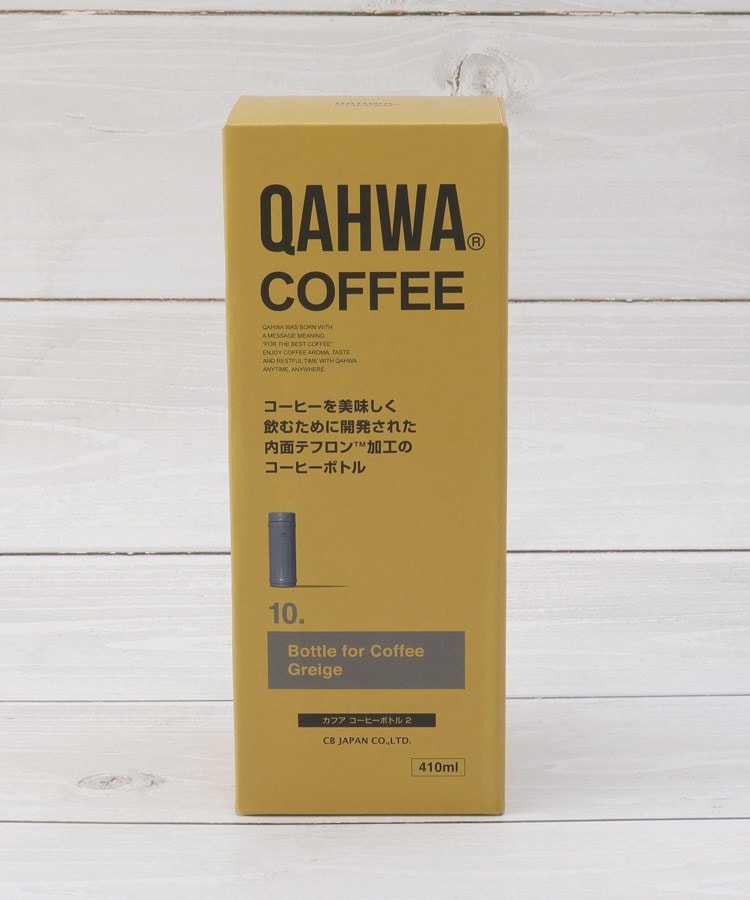 QAHWA
QAHWA®
COFFEE
QAHWA WAS BORN WITH
A MESSAGE MEANING
"FOR THE BEST COFFEE"
ENJOY COFFEE AROMA, TASTE
AND RESTFUL TIME WITH QAHWA
ANYTIME, ANYWHERE.
コーヒーを美味しく
飲むために開発された
内面テフロン™加工の
コーヒーボトル
10.
Bottle for Coffee
Greige
カフア コーヒーボトル 2
CB JAPAN CO.,LTD.
410ml